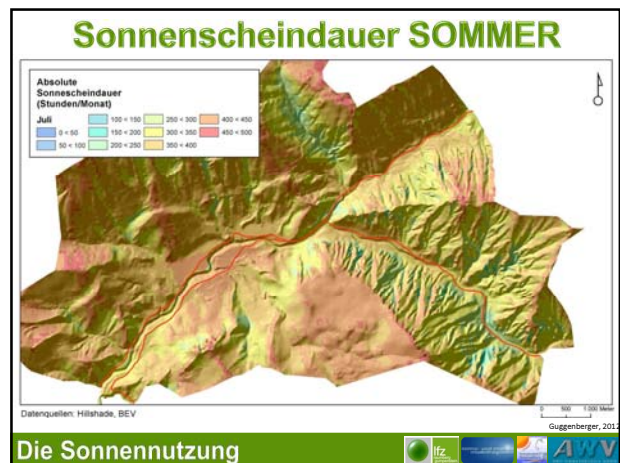 Sonnenscheindauer SOMMER
Absolute
Sonnescheindauer
(Stunden/Monat)
Juli
0 < 50
50 < 100
100 < 150
150 < 200
200 < 250
250 < 300
300 < 350
350 < 400
400 < 450
450 < 500
Datenquellen: Hillshade, BEV
0 500 1.000 Meter
Guggenberger, 2012
Die Sonnennutzung
lfz
AWV